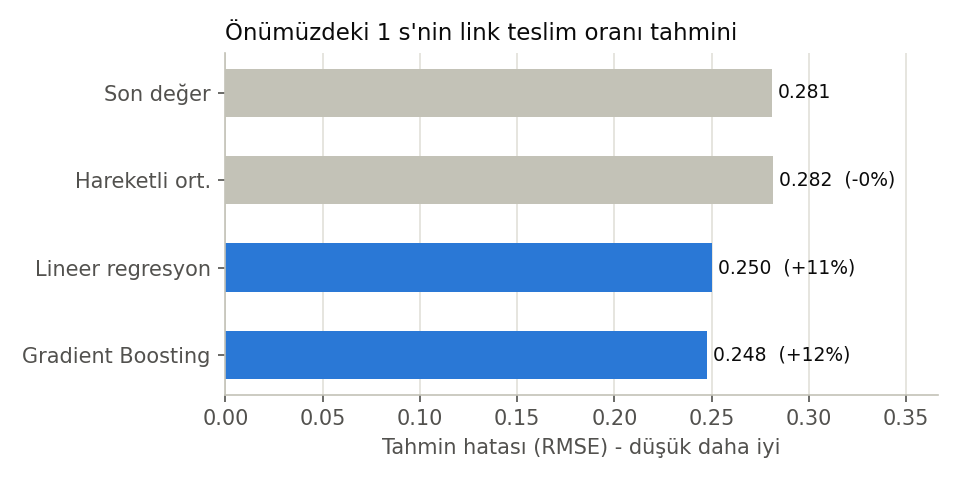 Önümüzdeki 1 s'nin link teslim oranı tahmini
Son değer 0.281
Hareketli ort. 0.282 (-0%)
Lineer regresyon 0.250 (+11%)
Gradient Boosting 0.248 (+12%)
0.00 0.05 0.10 0.15 0.20 0.25 0.30 0.35
Tahmin hatası (RMSE) - düşük daha iyi